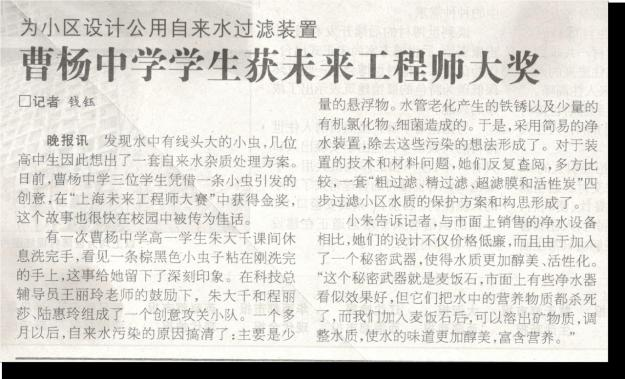 为小区设计公用自来水过滤装置
曹杨中学学生获未来工程师大奖
□记者 钱钰
晚报讯 发现水中有线头大的小虫,几位
高中生因此想出了一套自来水杂质处理方案。
日前,曹杨中学三位学生凭借一条小虫引发的
创意,在“上海未来工程师大赛”中获得金奖,
这个故事也很快在校园中被传为佳话。
有一次曹杨中学高一学生朱大千课间休
息洗完手,看见一条棕黑色小虫子粘在刚洗完
的手上,这事给她留下了深刻印象。在科技总
辅导员王丽玲老师的鼓励下，朱大千和程丽
莎、陆惠玲组成了一个创意攻关小队。一个多
月以后,自来水污染的原因搞清了:主要是少
量的悬浮物。水管老化产生的铁锈以及少量的
有机氯化物、细菌造成的。于是,采用简易的净
水装置,除去这些污染的想法形成了。对于装
置的技术和材料问题,她们反复查阅,多方比
较,一套“粗过滤、精过滤、超滤膜和活性炭”四
步过滤小区水质的保护方案和构思形成了。
小朱告诉记者,与市面上销售的净水设备
相比,她们的设计不仅价格低廉,而且由于加入
了一个秘密武器,使得水质更加醇美、活性化。
“这个秘密武器就是麦饭石,市面上有些净水器
看似效果好,但它们把水中的营养物质都杀死
了,而我们加入麦饭石后,可以溶出矿物质,调
整水质,使水的味道更加醇美,富含营养。”